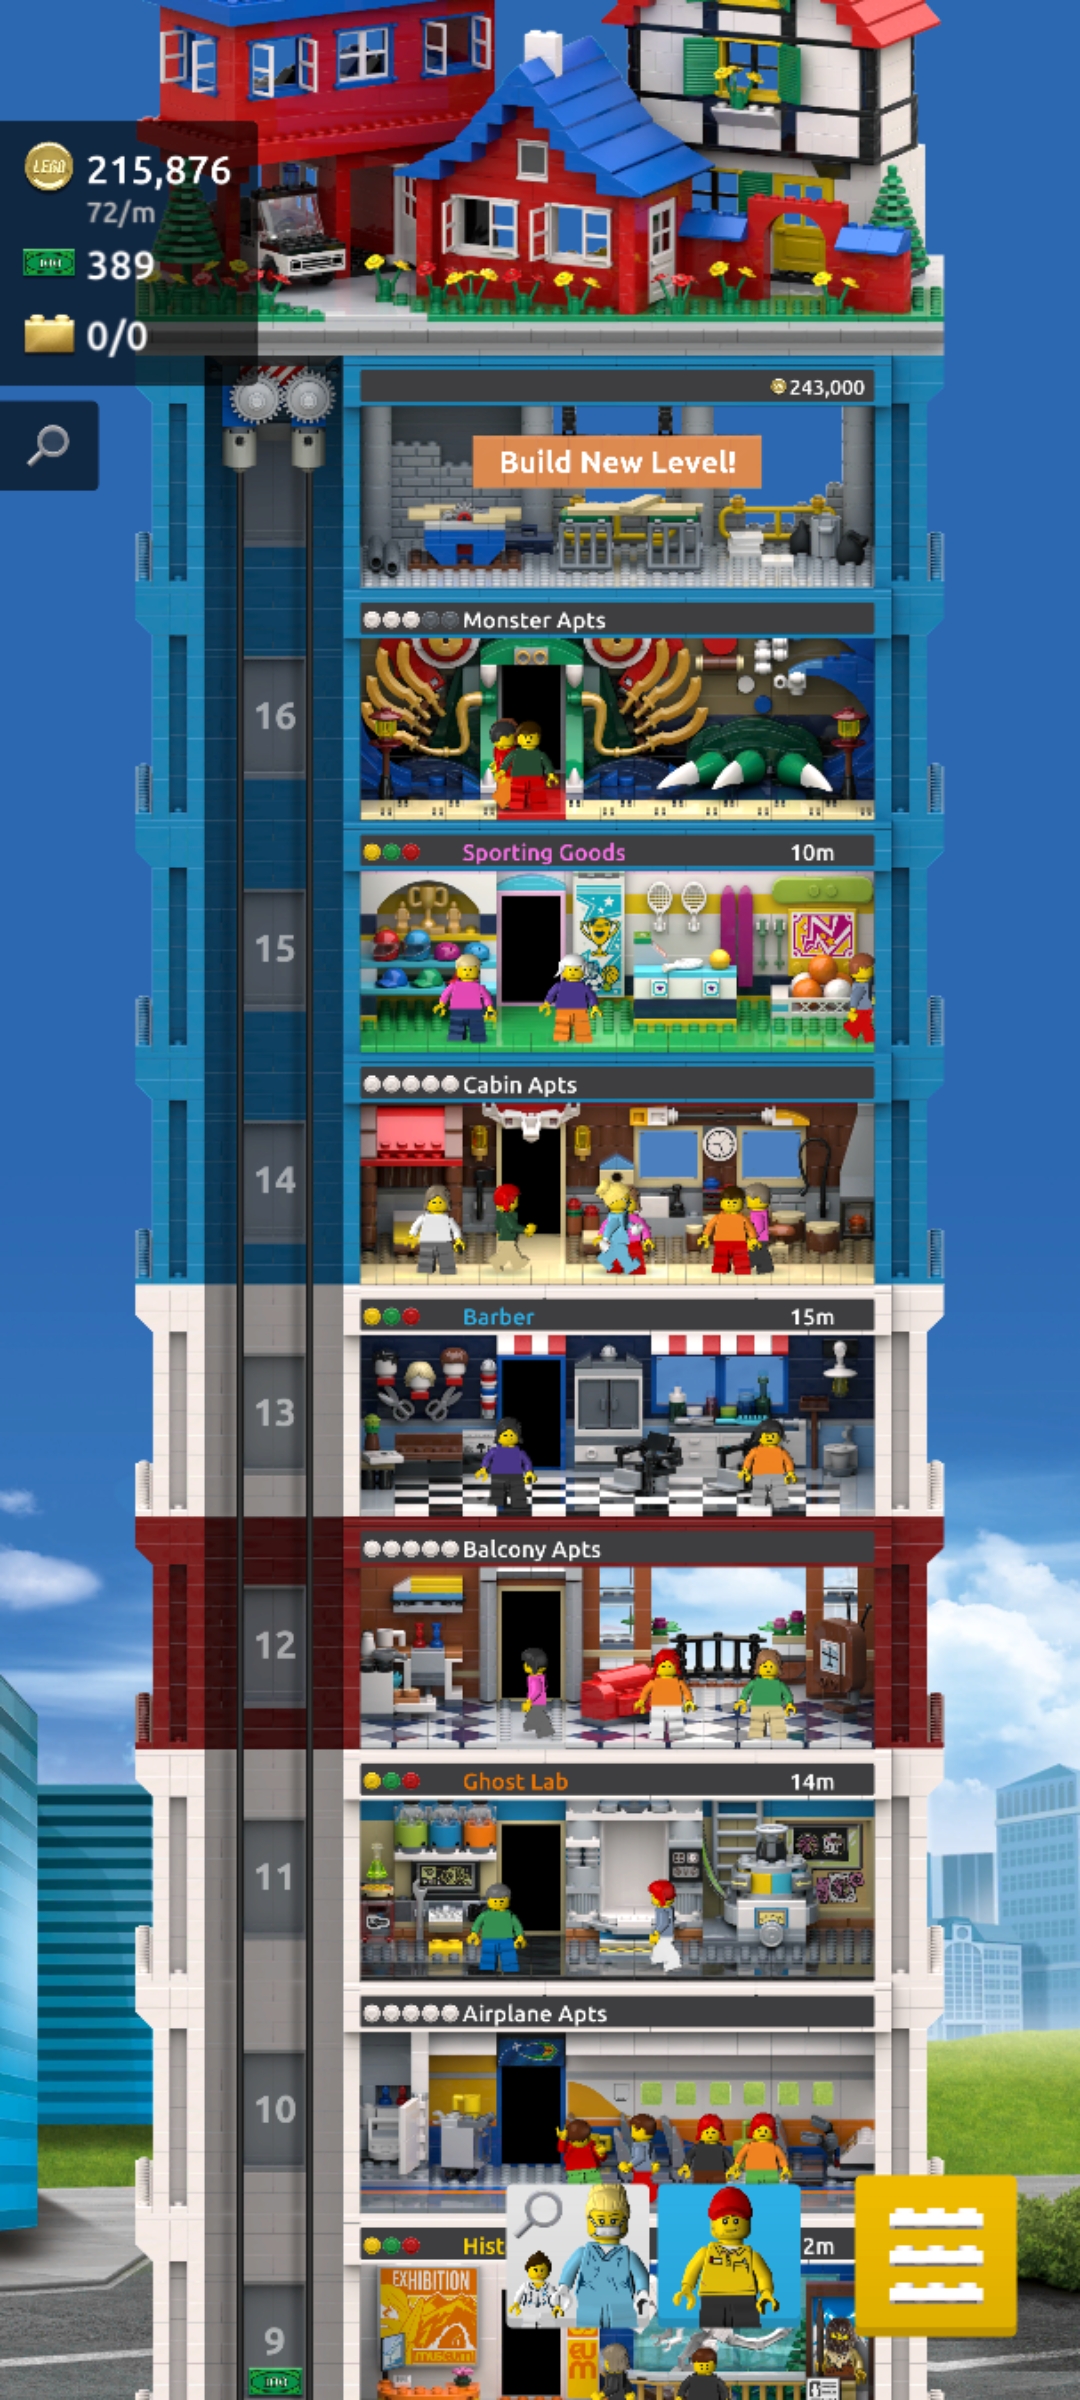 LEGO 215,876
72/m
389
0/0
243,000
Build New Level!
Monster Apts
16
Sporting Goods 10m
15
Cabin Apts
14
Barber 15m
13
Balcony Apts
12
Ghost Lab 14m
11
Airplane Apts
10
Hist 2m
EXHIBITION
MUSEUM
9